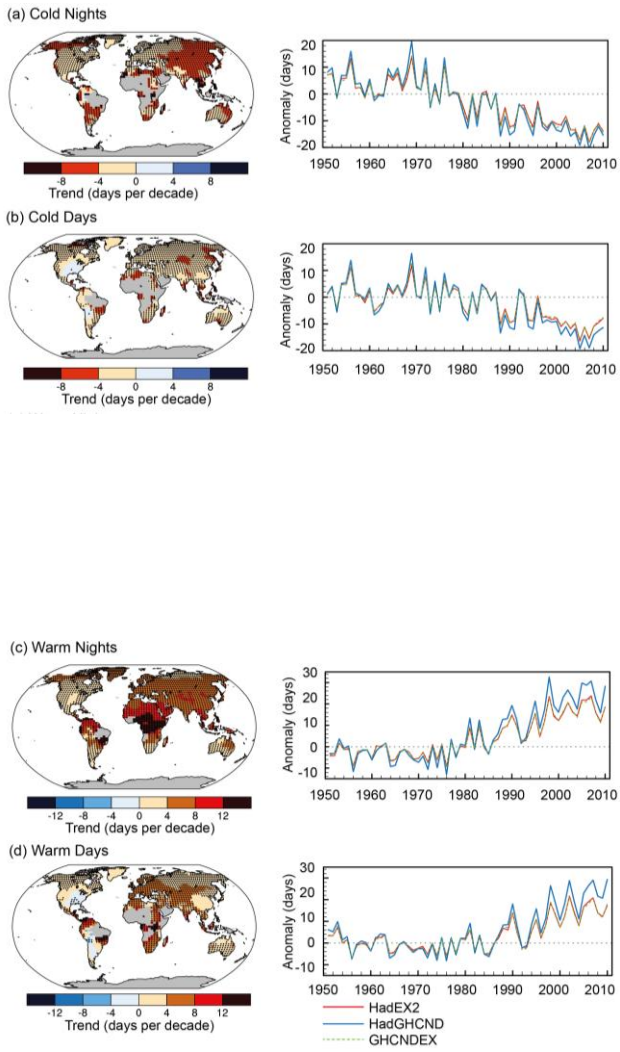 (a) Cold Nights
20
10
0
-10
-20
Anomaly (days)
1950 1960 1970 1980 1990 2000 2010
-8 -4 0 4 8
Trend (days per decade)
(b) Cold Days
20
10
0
-10
-20
Anomaly (days)
1950 1960 1970 1980 1990 2000 2010
-8 -4 0 4 8
Trend (days per decade)
(c) Warm Nights
30
20
10
0
-10
Anomaly (days)
1950 1960 1970 1980 1990 2000 2010
-12 -8 -4 0 4 8 12
Trend (days per decade)
(d) Warm Days
30
20
10
0
-10
Anomaly (days)
1950 1960 1970 1980 1990 2000 2010
-12 -8 -4 0 4 8 12
Trend (days per decade)
HadEX2
HadGHCND
GHCNDEX